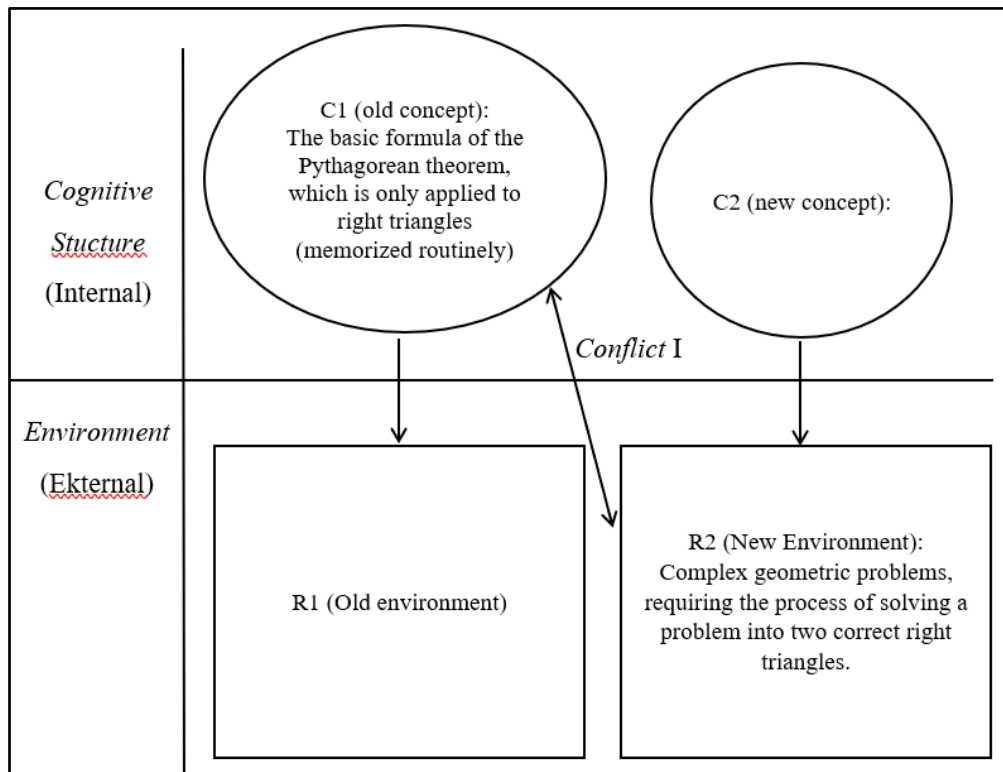 Cognitive
Stucture
(Internal)
C1 (old concept):
The basic formula of the
Pythagorean theorem,
which is only applied to
right triangles
(memorized routinely)
C2 (new concept):
Conflict I
Environment
(Ekternal)
R1 (Old environment)
R2 (New Environment):
Complex geometric problems,
requiring the process of solving a
problem into two correct right
triangles.